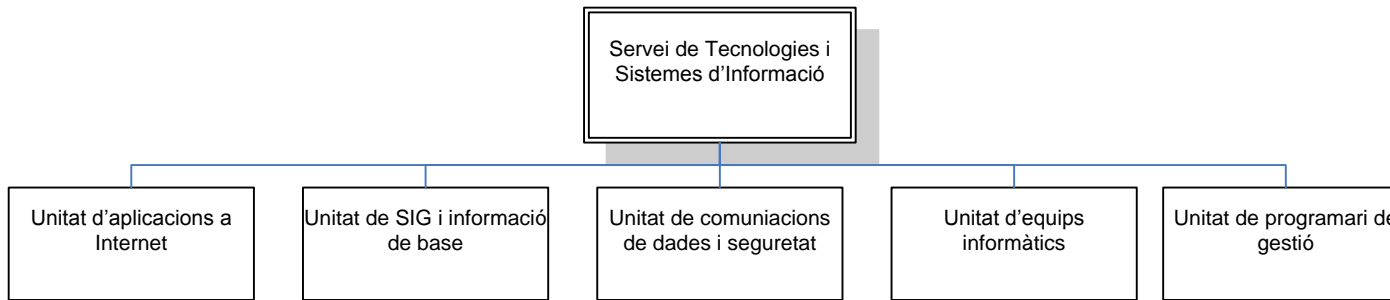 Servei de Tecnologies i
Sistemes d’Informació
Unitat d’aplicacions a
Internet
Unitat de SIG i informació
de base
Unitat de comuniacions
de dades i seguretat
Unitat d’equips
informàtics
Unitat de programari de
gestió